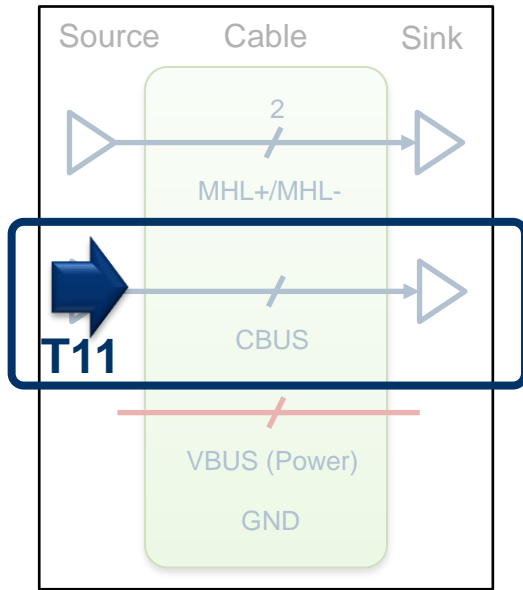 Source Cable Sink
2
MHL+/MHL-
T11
CBUS
VBUS (Power)
GND